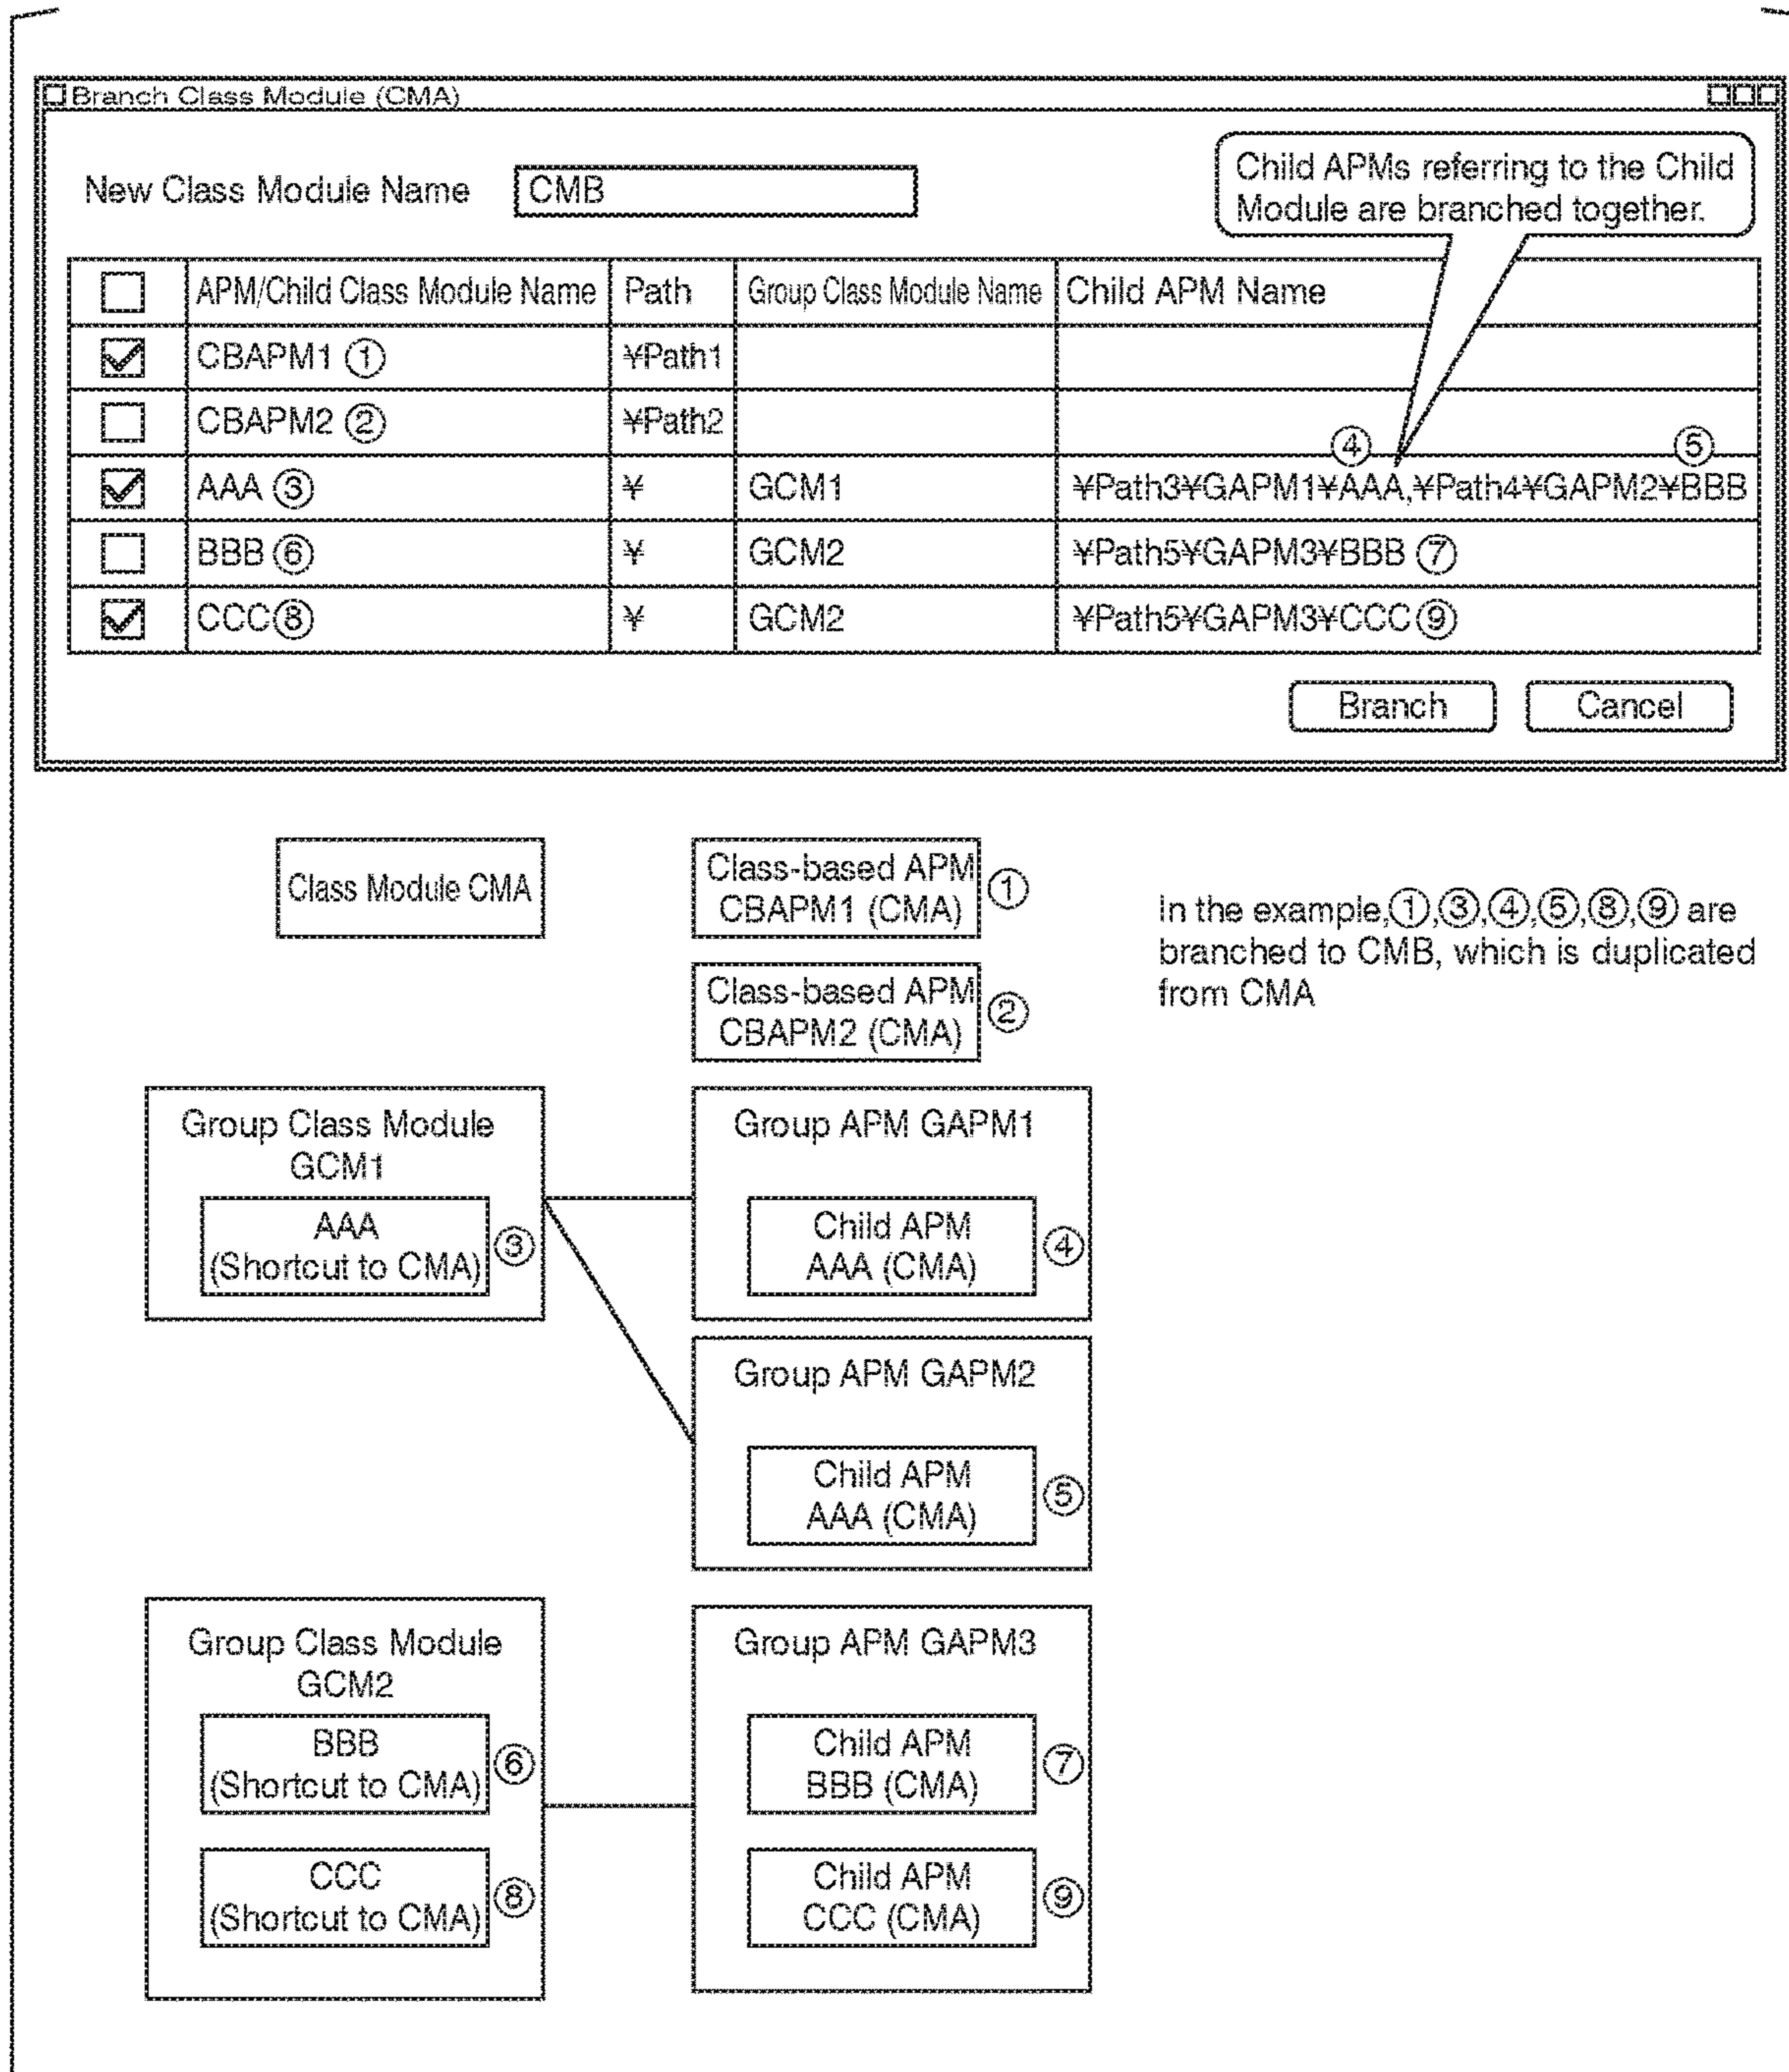 Branch Class Module (CMA)
New Class Module Name CMB
Child APMs referring to the Child
Module are branched together.
APM/Child Class Module Name Path Group Class Module Name Child APM Name
CBAPM1 ① ¥Path1
CBAPM2 ② ¥Path2
④ ⑤
AAA ③ ¥ GCM1 ¥Path3¥GAPM1¥AAA,¥Path4¥GAPM2¥BBB
BBB ⑥ ¥ GCM2 ¥Path5¥GAPM3¥BBB ⑦
CCC ⑧ ¥ GCM2 ¥Path5¥GAPM3¥CCC ⑨
Branch Cancel
Class Module CMA
Class-based APM
CBAPM1 (CMA) ①
In the example,①,③,④,⑤,⑧,⑨ are
branched to CMB, which is duplicated
from CMA
Class-based APM
CBAPM2 (CMA) ②
Group Class Module
GCM1
AAA
(Shortcut to CMA) ③
Group APM GAPM1
Child APM
AAA (CMA) ④
Group APM GAPM2
Child APM
AAA (CMA) ⑤
Group Class Module
GCM2
BBB
(Shortcut to CMA) ⑥
CCC
(Shortcut to CMA) ⑧
Group APM GAPM3
Child APM
BBB (CMA) ⑦
Child APM
CCC (CMA) ⑨